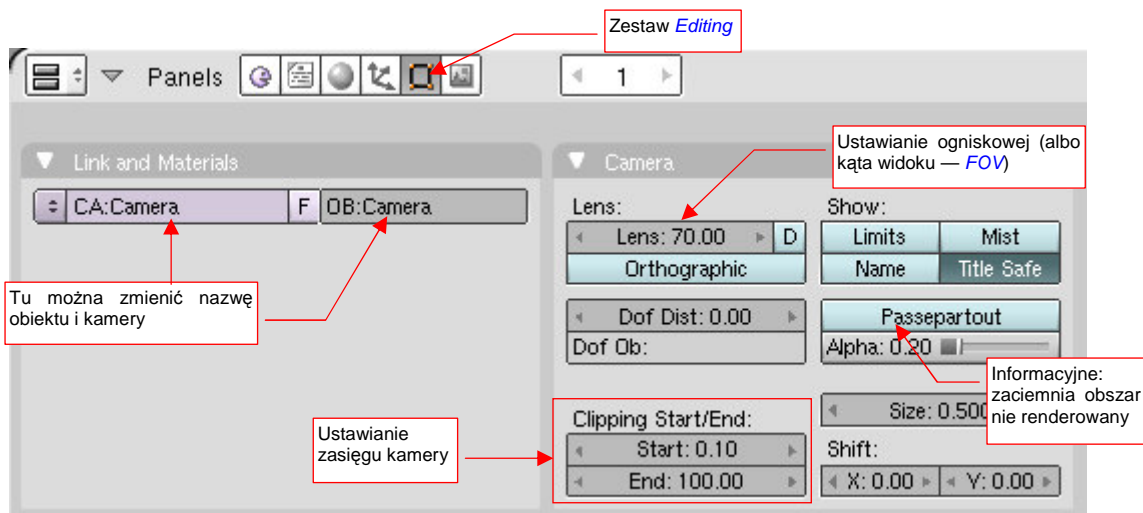 Zestaw Editing
Panels
1
Link and Materials
CA:Camera
F
OB:Camera
Tu można zmienić nazwę
obiektu i kamery
Camera
Ustawianie ogniskowej (albo
kąta widoku — FOV)
Lens:
Lens: 70.00
D
Orthographic
Show:
Limits
Mist
Name
Title Safe
Dof Dist: 0.00
Dof Ob:
Passepartout
Alpha: 0.20
Informacyjne:
zaciemnia obszar
nie renderowany
Ustawianie
zasięgu kamery
Clipping Start/End:
Start: 0.10
End: 100.00
Size: 0.500
Shift:
X: 0.00
Y: 0.00